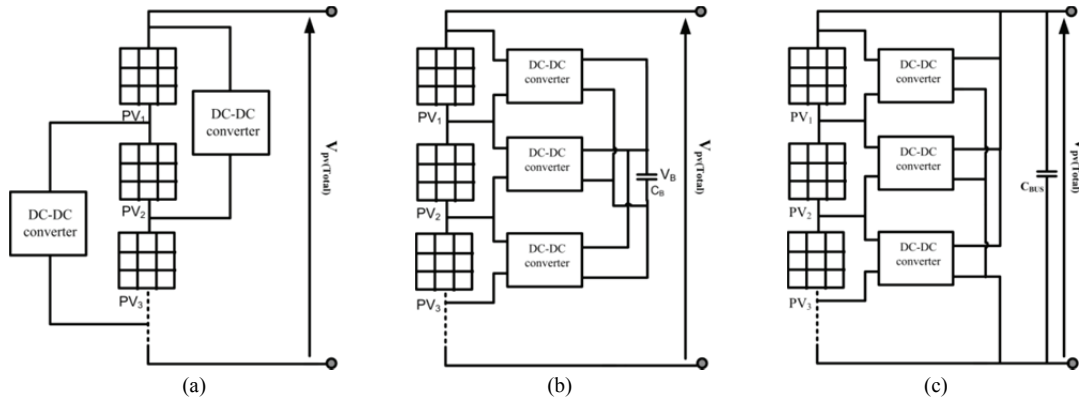 PV1
DC-DC
converter
PV2
DC-DC
converter
PV3
Vpv(Total)
(a)
DC-DC
converter
PV1
DC-DC
converter
PV2
DC-DC
converter
PV3
VB
CB
Vpv(Total)
(b)
DC-DC
converter
PV1
DC-DC
converter
PV2
DC-DC
converter
PV3
CBUS
Vpv(Total)
(c)